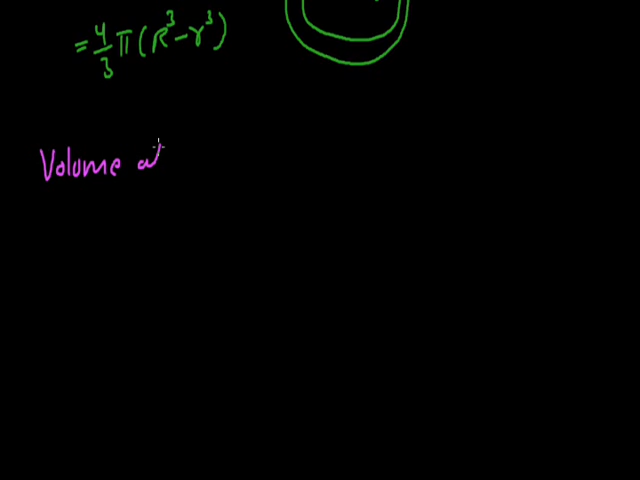 = 4/3 π (R³ - r³)
Volume